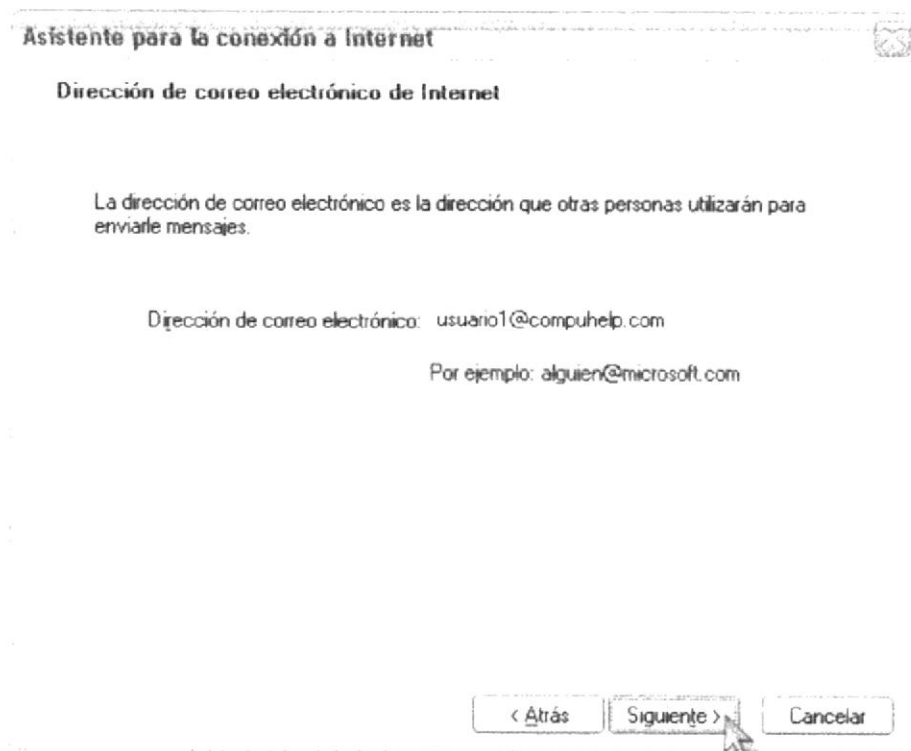 Asistente para la conexión a Internet
Dirección de correo electrónico de Internet
La dirección de correo electrónico es la dirección que otras personas utilizarán para
enviarle mensajes.
Dirección de correo electrónico: usuario1@compuhelp.com
Por ejemplo: alguien@microsoft.com
< Atrás Siguiente > Cancelar